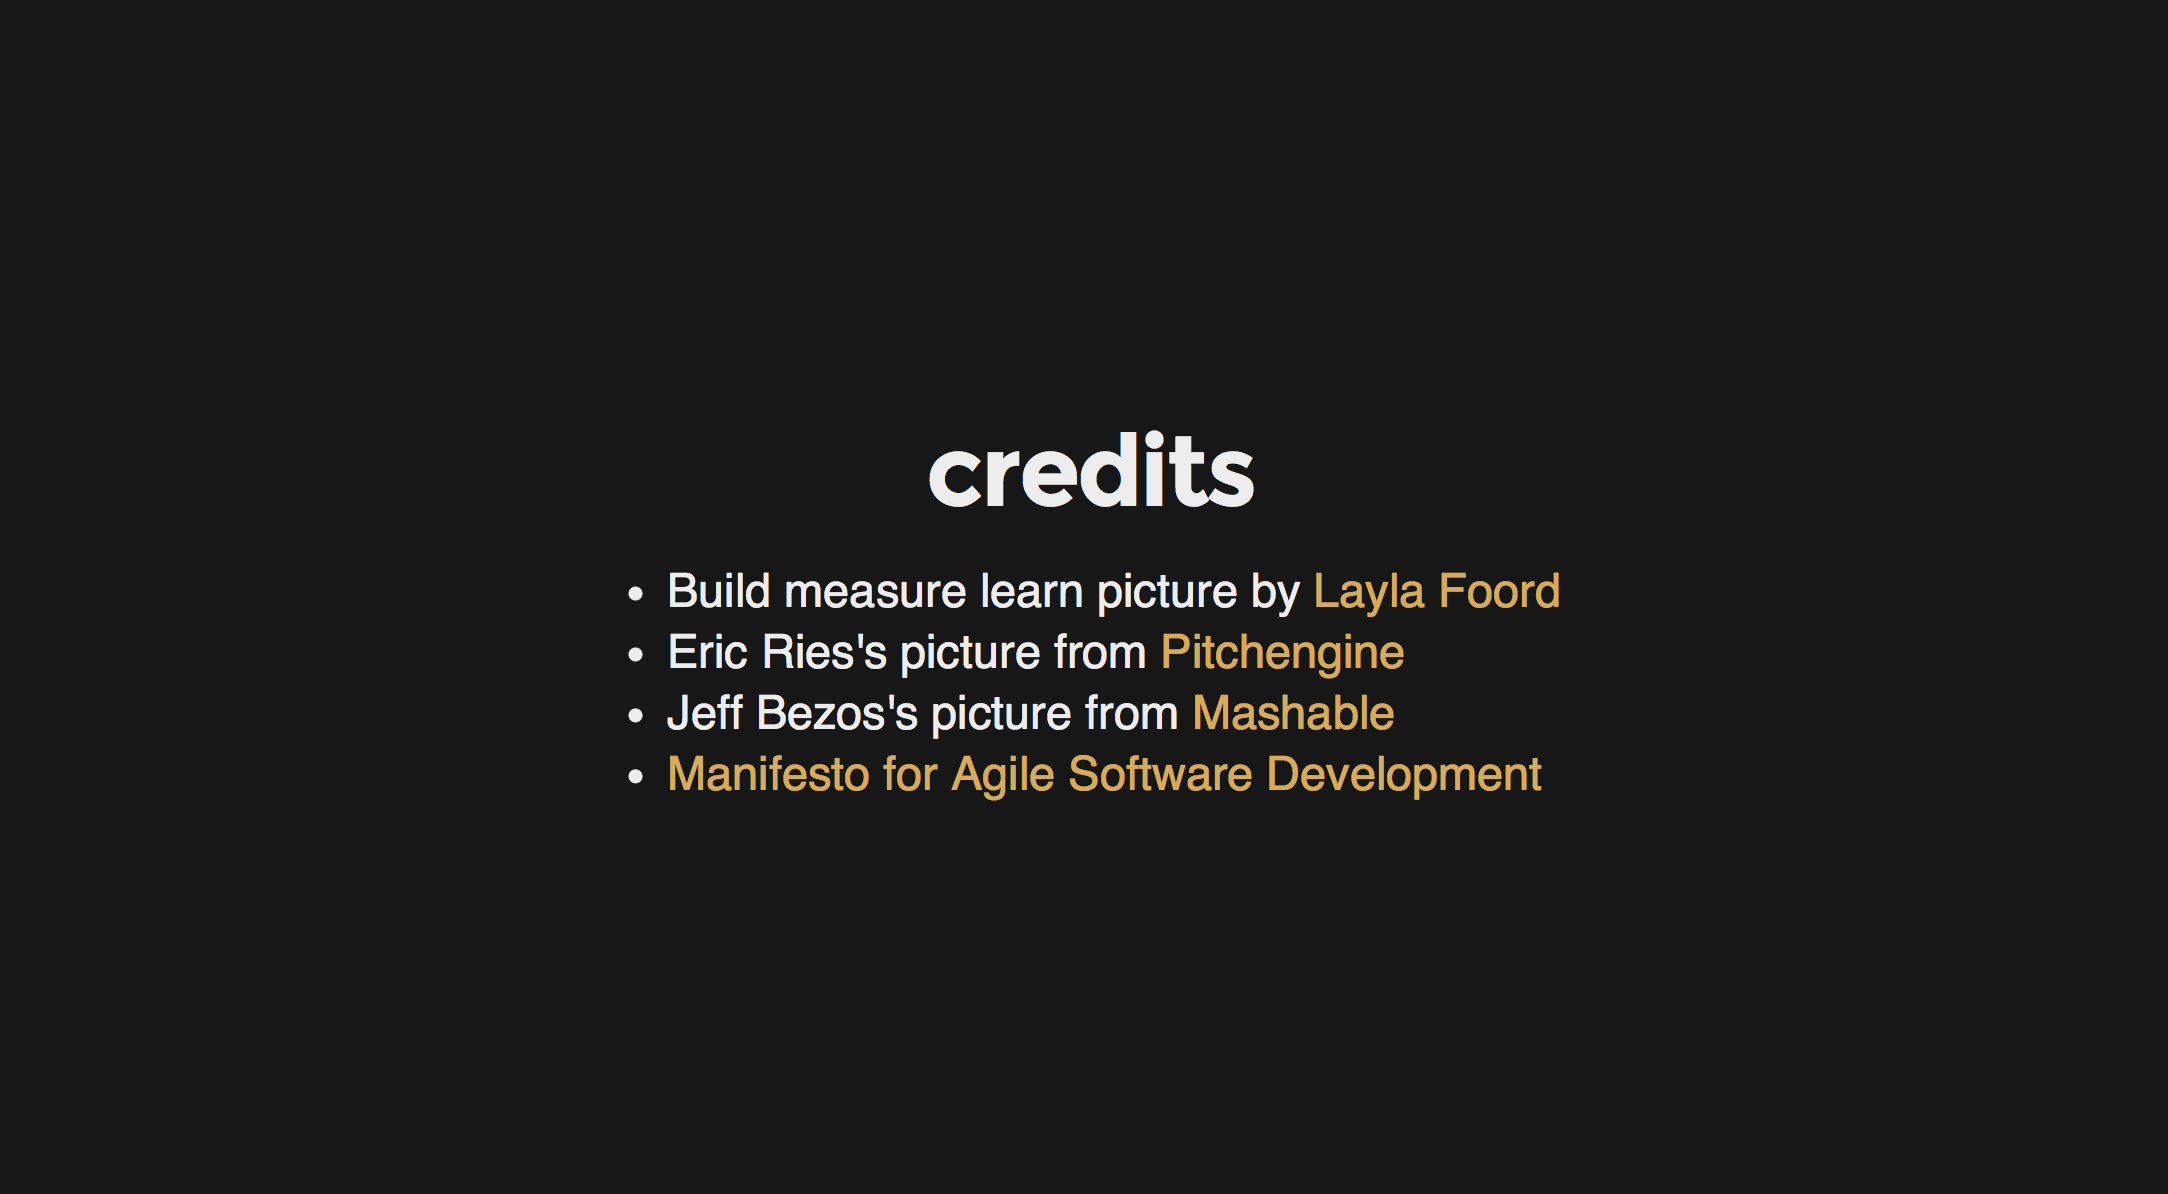 credits
• Build measure learn picture by Layla Foord
• Eric Ries's picture from Pitchengine
• Jeff Bezos's picture from Mashable
• Manifesto for Agile Software Development